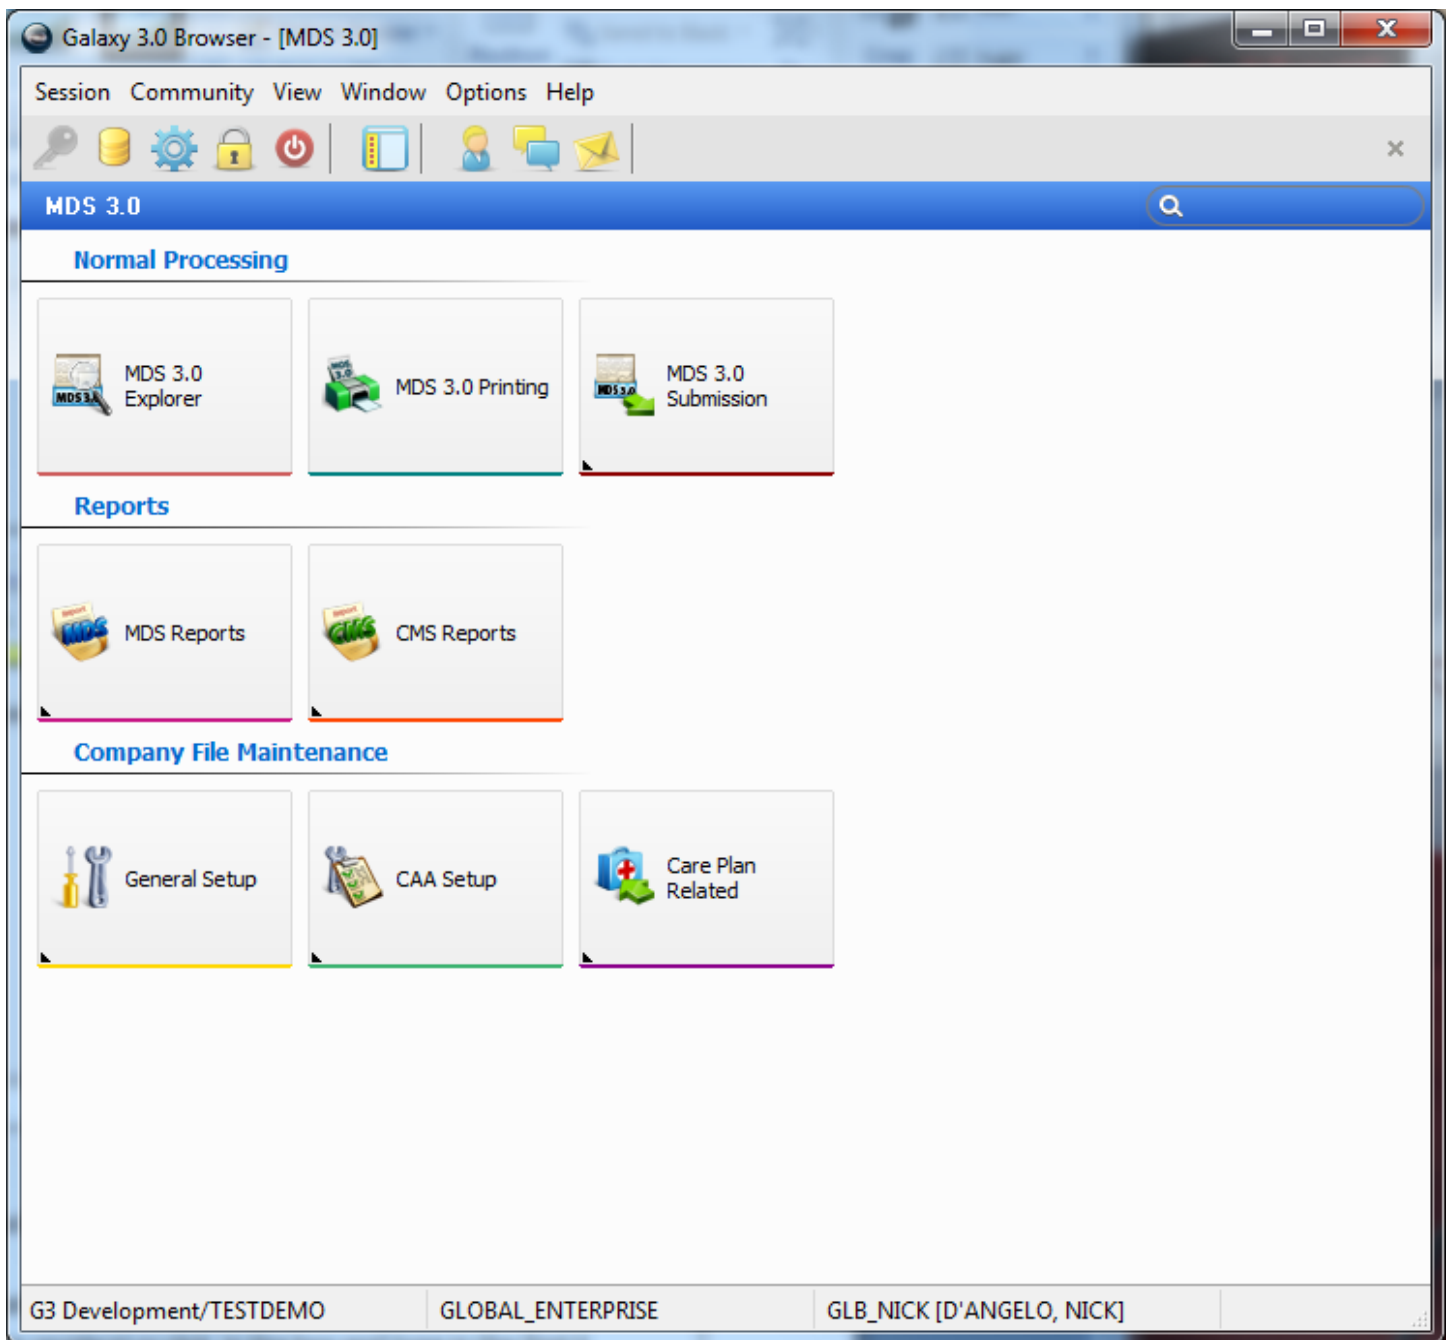 Galaxy 3.0 Browser - [MDS 3.0]
Session Community View Window Options Help
MDS 3.0
Normal Processing
MDS 3.0
Explorer
MDS 3.0 Printing
MDS 3.0
Submission
Reports
MDS Reports
CMS Reports
Company File Maintenance
General Setup
CAA Setup
Care Plan
Related
G3 Development/TESTDEMO GLOBAL_ENTERPRISE GLB_NICK [D'ANGELO, NICK]